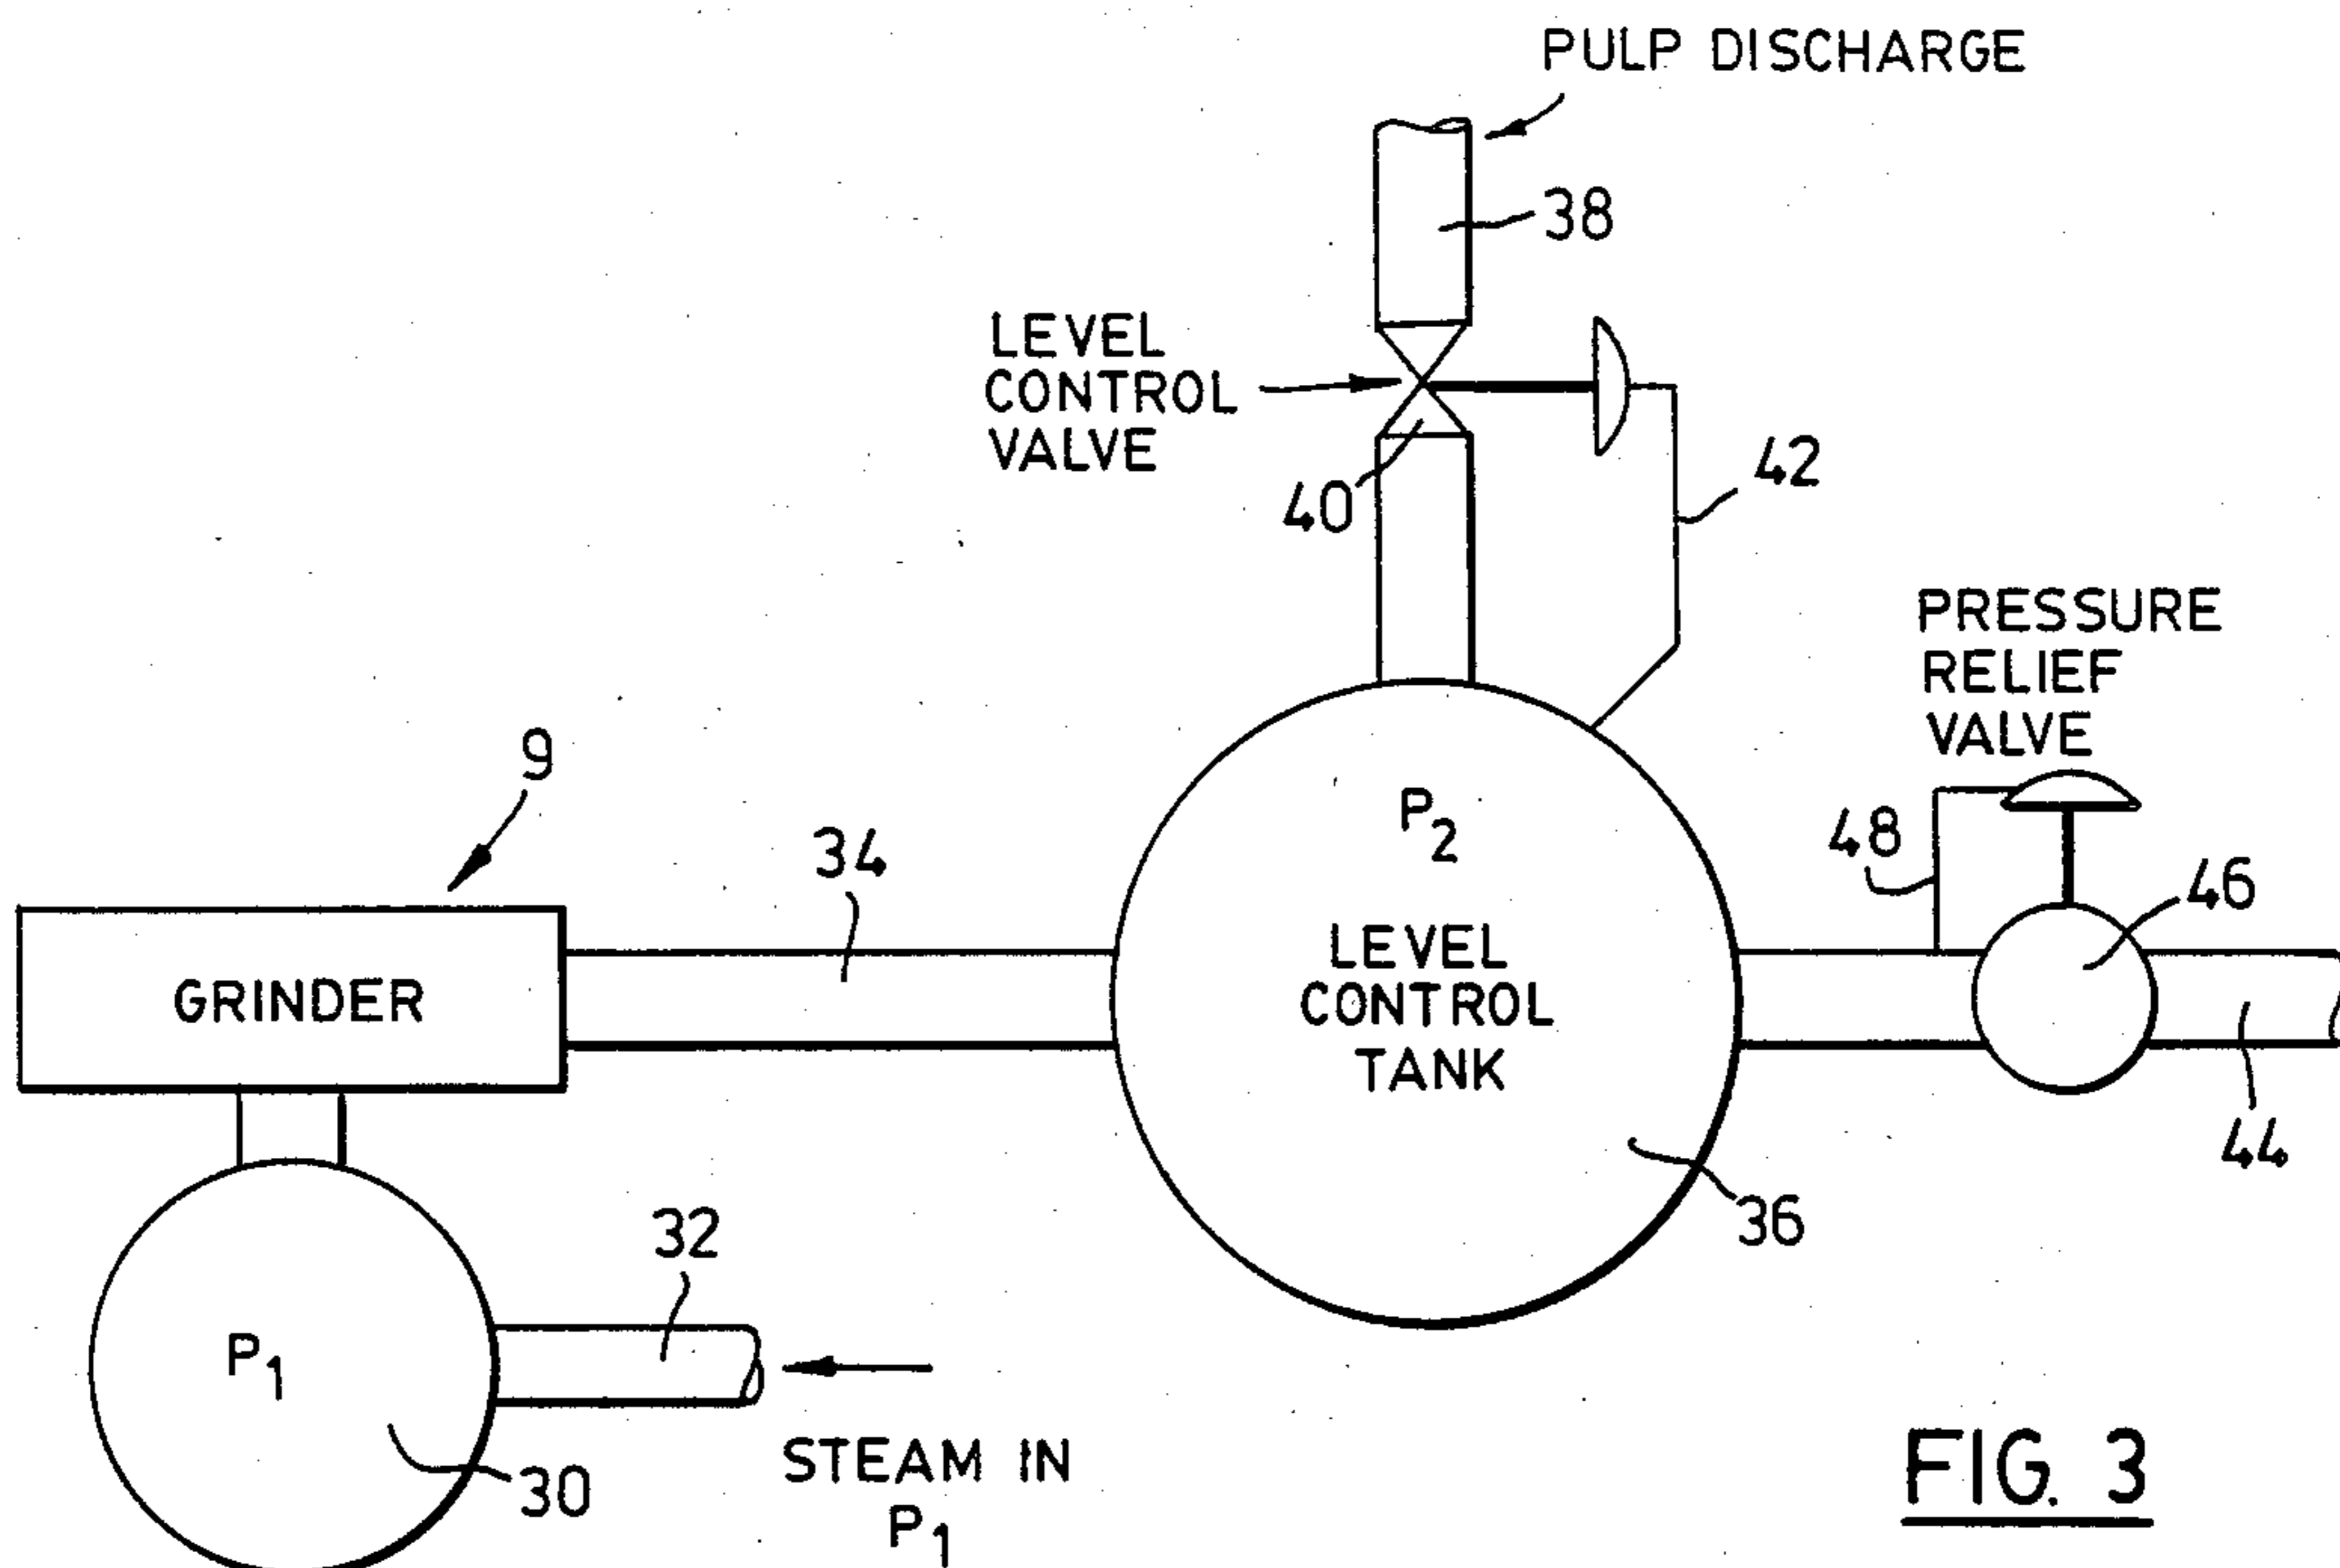 PULP DISCHARGE
38
LEVEL
CONTROL
VALVE
40
42
PRESSURE
RELIEF
VALVE
9
34
P2
48
46
GRINDER
LEVEL
CONTROL
TANK
44
32
36
P1
30
STEAM IN
P1
FIG. 3